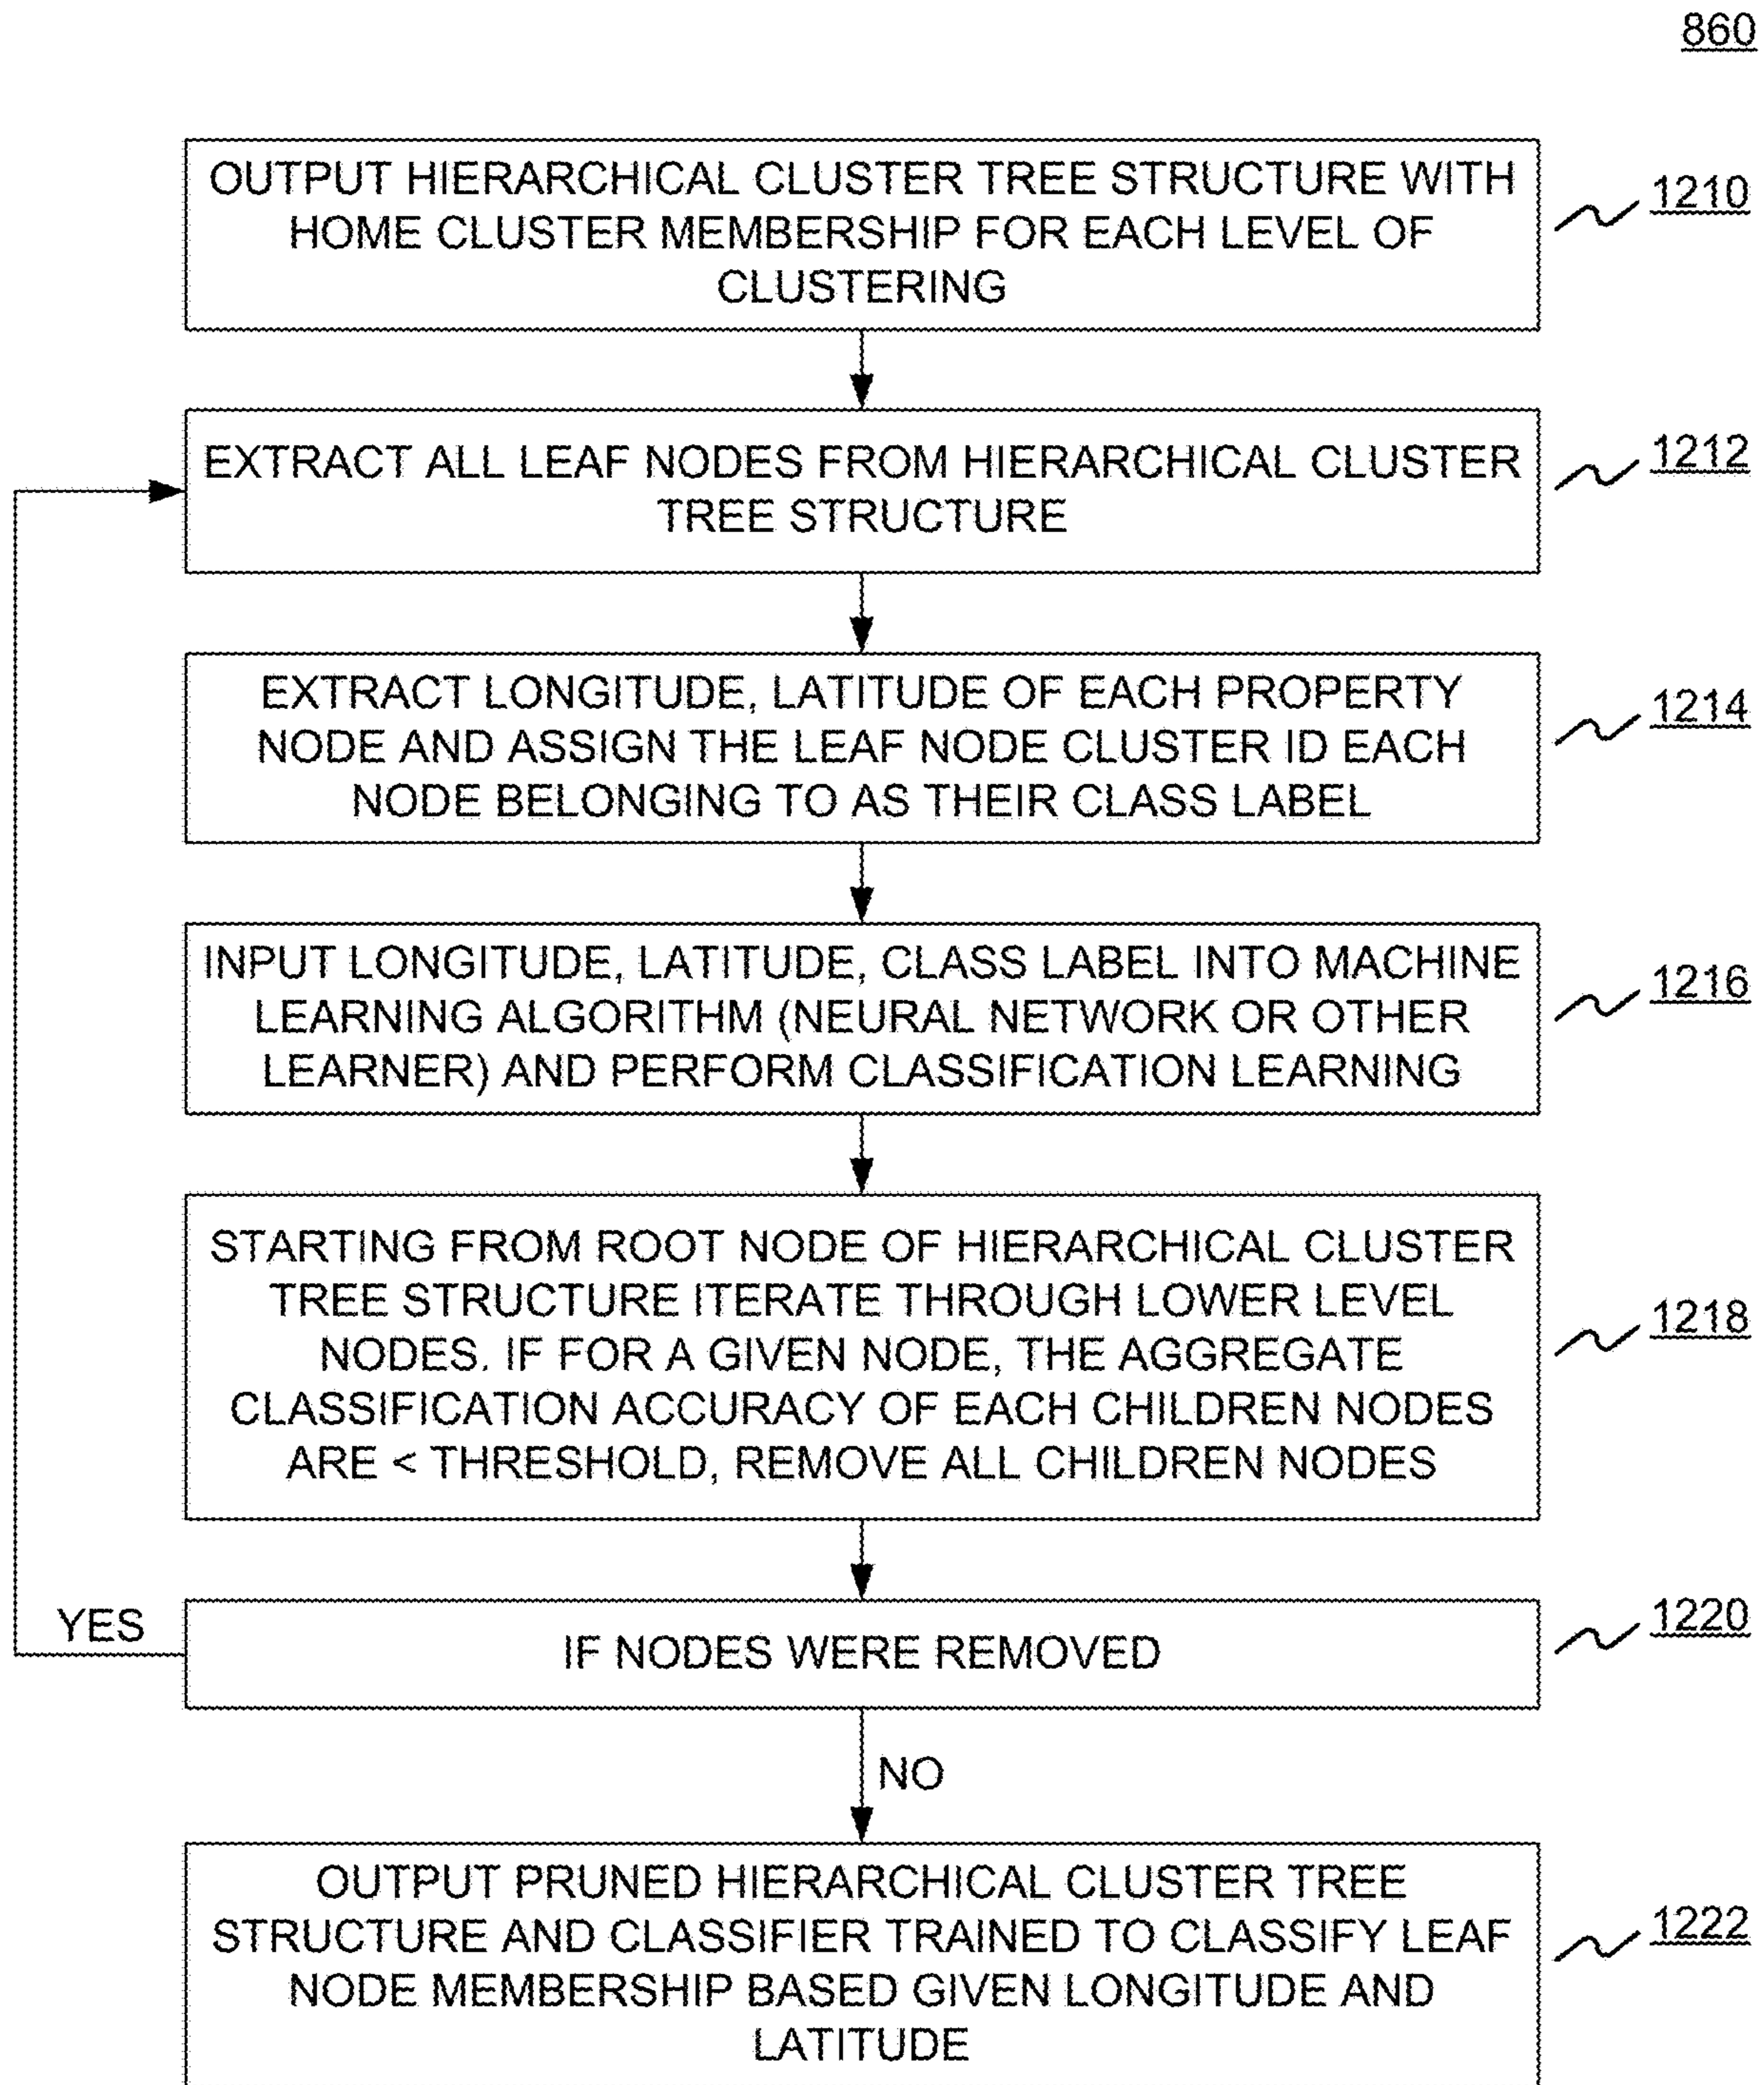 860
OUTPUT HIERARCHICAL CLUSTER TREE STRUCTURE WITH
HOME CLUSTER MEMBERSHIP FOR EACH LEVEL OF
CLUSTERING
1210
EXTRACT ALL LEAF NODES FROM HIERARCHICAL CLUSTER
TREE STRUCTURE
1212
EXTRACT LONGITUDE, LATITUDE OF EACH PROPERTY
NODE AND ASSIGN THE LEAF NODE CLUSTER ID EACH
NODE BELONGING TO AS THEIR CLASS LABEL
1214
INPUT LONGITUDE, LATITUDE, CLASS LABEL INTO MACHINE
LEARNING ALGORITHM (NEURAL NETWORK OR OTHER
LEARNER) AND PERFORM CLASSIFICATION LEARNING
1216
STARTING FROM ROOT NODE OF HIERARCHICAL CLUSTER
TREE STRUCTURE ITERATE THROUGH LOWER LEVEL
NODES. IF FOR A GIVEN NODE, THE AGGREGATE
CLASSIFICATION ACCURACY OF EACH CHILDREN NODES
ARE < THRESHOLD, REMOVE ALL CHILDREN NODES
1218
YES
IF NODES WERE REMOVED
1220
NO
OUTPUT PRUNED HIERARCHICAL CLUSTER TREE
STRUCTURE AND CLASSIFIER TRAINED TO CLASSIFY LEAF
NODE MEMBERSHIP BASED GIVEN LONGITUDE AND
LATITUDE
1222